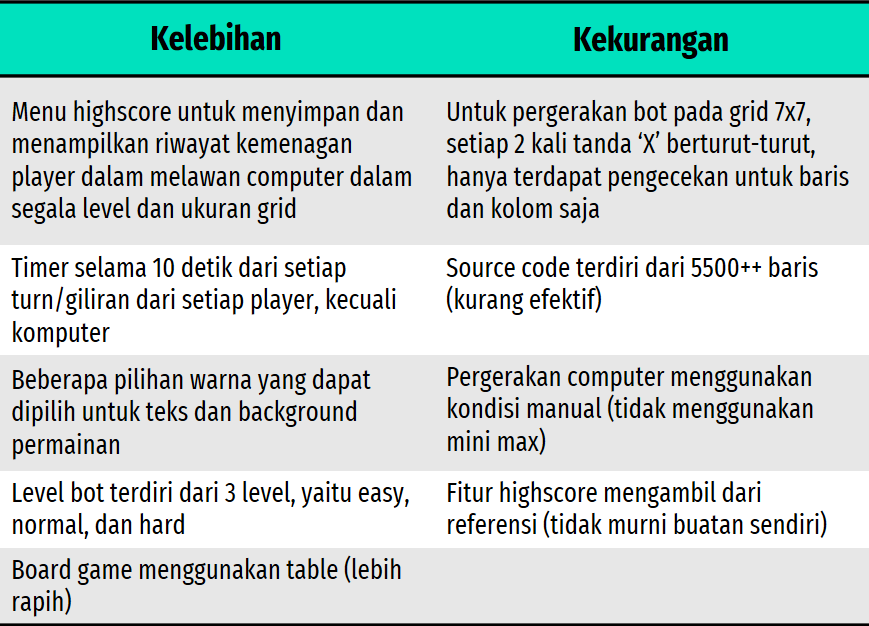 Kelebihan
Kekurangan
Menu highscore untuk menyimpan dan
menampilkan riwayat kemenagan
player dalam melawan computer dalam
segala level dan ukuran grid
Untuk pergerakan bot pada grid 7x7,
setiap 2 kali tanda ‘X’ berturut-turut,
hanya terdapat pengecekan untuk baris
dan kolom saja
Timer selama 10 detik dari setiap
turn/giliran dari setiap player, kecuali
komputer
Source code terdiri dari 5500++ baris
(kurang efektif)
Beberapa pilihan warna yang dapat
dipilih untuk teks dan background
permainan
Pergerakan computer menggunakan
kondisi manual (tidak menggunakan
mini max)
Level bot terdiri dari 3 level, yaitu easy,
normal, dan hard
Fitur highscore mengambil dari
referensi (tidak murni buatan sendiri)
Board game menggunakan table (lebih
rapih)